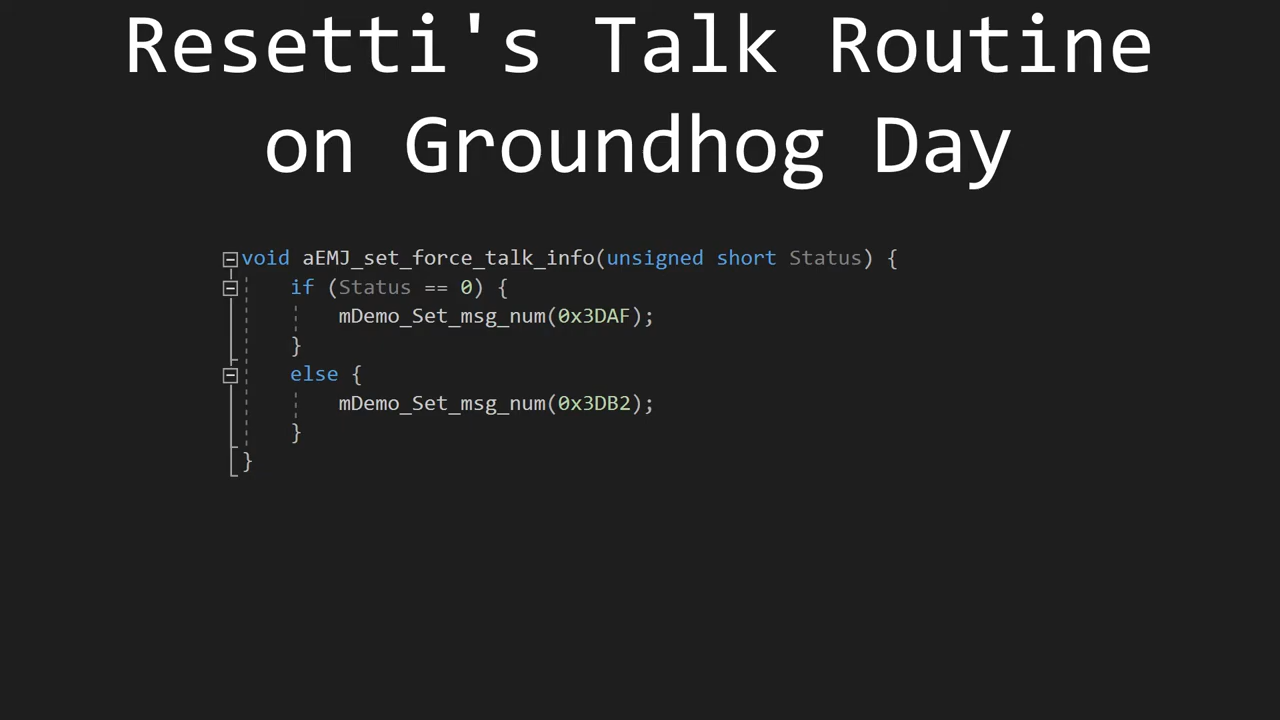 Resetti's Talk Routine
on Groundhog Day
void aEMJ_set_force_talk_info(unsigned short Status) {
if (Status == 0) {
mDemo_Set_msg_num(0x3DAF);
}
else {
mDemo_Set_msg_num(0x3DB2);
}
}